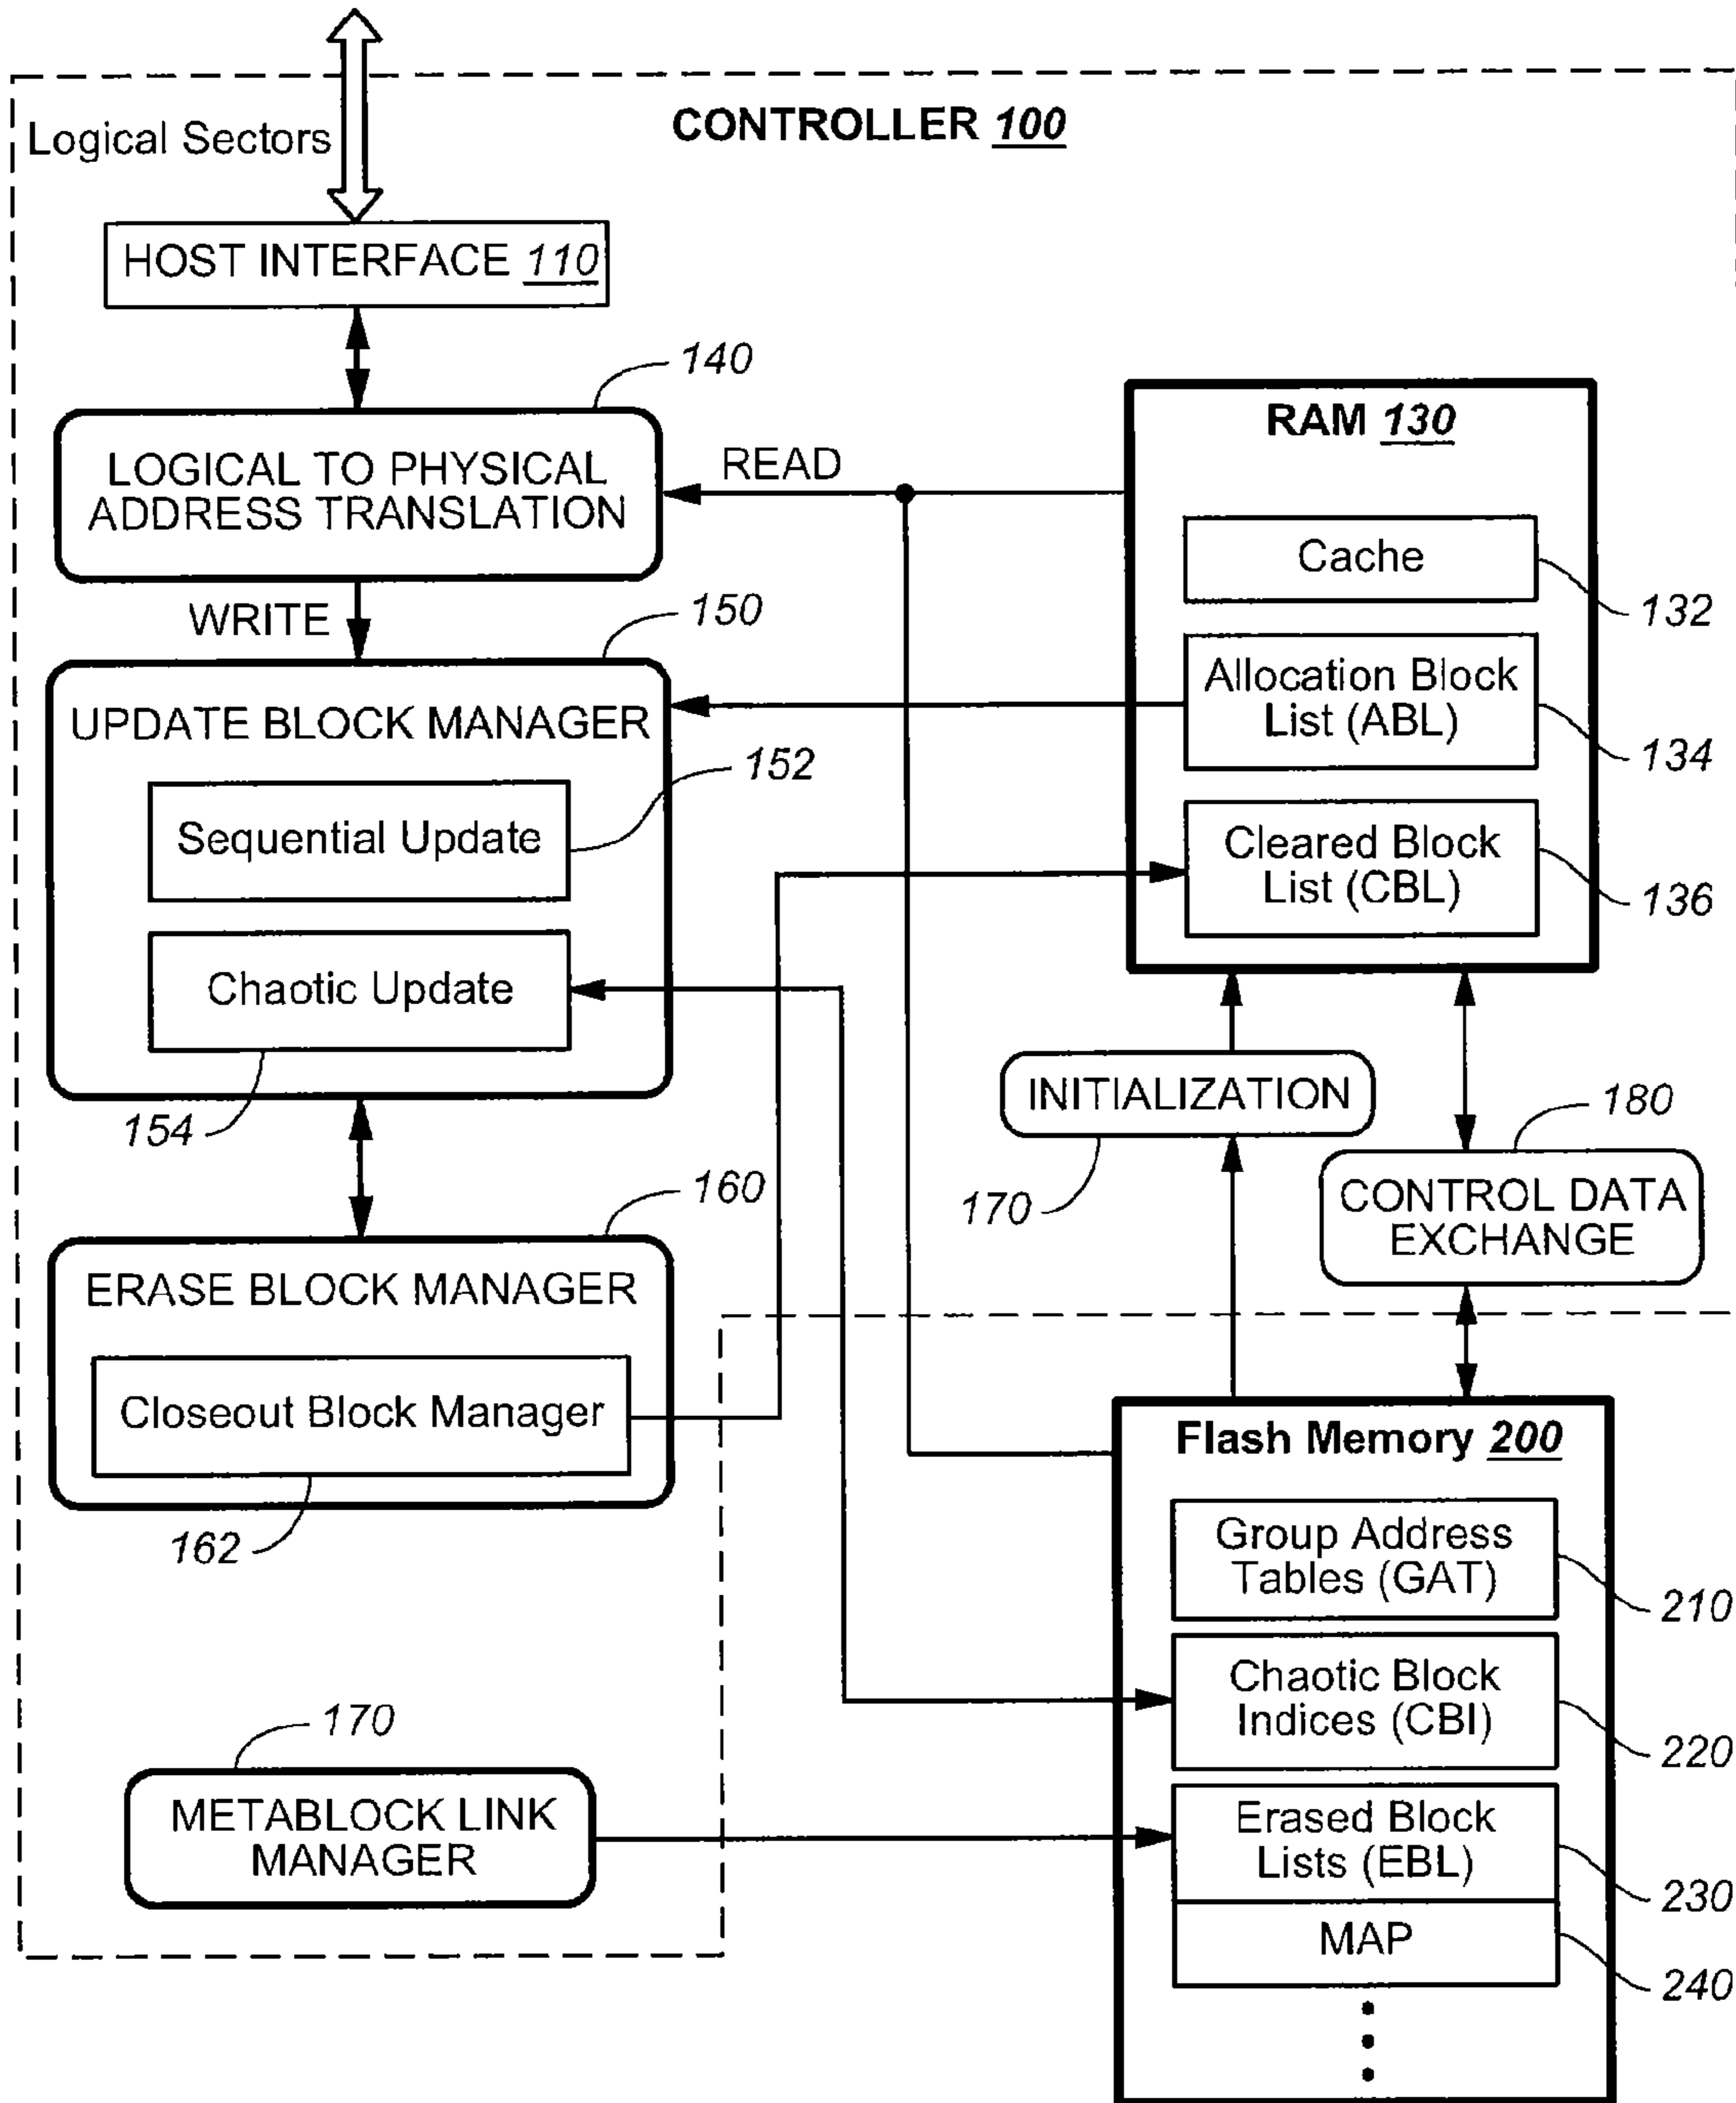 CONTROLLER 100
Logical Sectors
HOST INTERFACE 110
140
LOGICAL TO PHYSICAL
ADDRESS TRANSLATION
READ
WRITE
150
UPDATE BLOCK MANAGER
152
Sequential Update
Chaotic Update
154
160
ERASE BLOCK MANAGER
Closeout Block Manager
162
170
METABLOCK LINK
MANAGER
RAM 130
Cache
132
Allocation Block
List (ABL)
134
Cleared Block
List (CBL)
136
INITIALIZATION
170
180
CONTROL DATA
EXCHANGE
Flash Memory 200
Group Address
Tables (GAT)
210
Chaotic Block
Indices (CBI)
220
Erased Block
Lists (EBL)
230
MAP
240